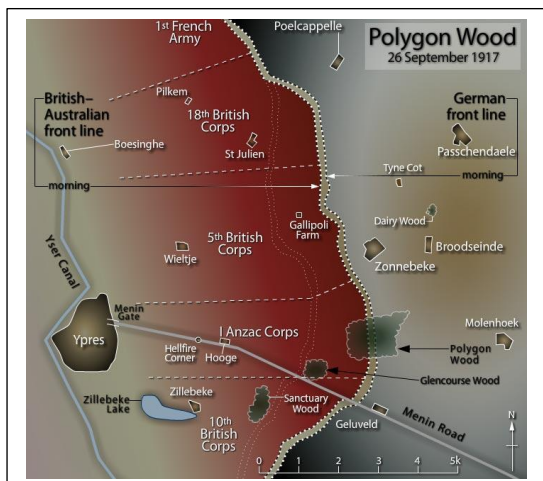 1st French
Army
Poelcappelle
Polygon Wood
26 September 1917
British–
Australian
front line
Pilkem
18th British
Corps
German
front line
Boesinghe
St Julien
Passchendaele
Tyne Cot
morning
morning
Gallipoli
Farm
Dairy Wood
5th British
Corps
Wieltje
Broodseinde
Zonnebeke
Yser Canal
Menin
Gate
I Anzac Corps
Molenhoek
Ypres
Hellfire
Corner
Hooge
Polygon
Wood
Glencourse Wood
Zillebeke
Zillebeke
Lake
Sanctuary
Wood
10th
British
Corps
Geluveld
Menin Road
N
0 1 2 3 4 5k